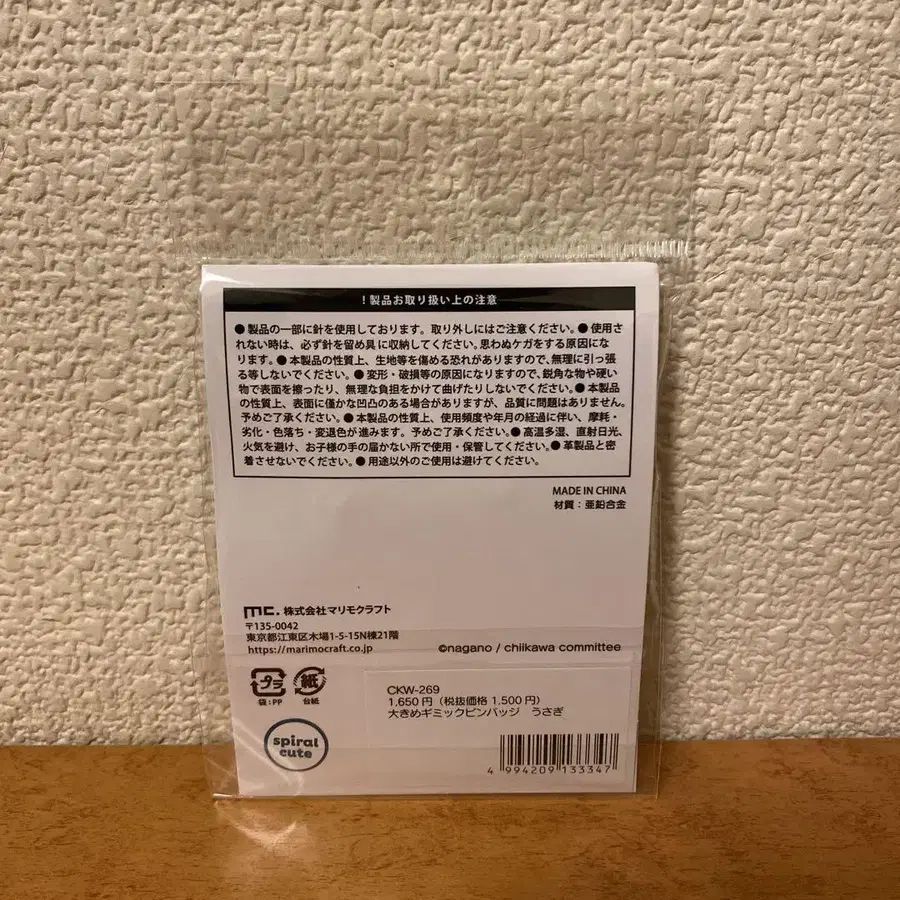 ！製品お取り扱い上の注意
● 製品の一部に針を使用しております。取り外しにはご注意ください。● 使用さ
れない時は、必ず針を留め具に収納してください。思わぬケガをする原因にな
ります。● 本製品の性質上、生地等を傷める恐れがありますので、無理に引っ張
る等しないでください。● 変形・破損等の原因になりますので、鋭角な物や硬い
物で表面を擦ったり、無理な負担をかけて曲げたりしないでください。● 本製品
の性質上、表面に僅かな凹凸のある場合がありますが、品質に問題はありません。
予めご了承ください。● 本製品の性質上、使用頻度や年月の経過に伴い、摩耗・
劣化・色落ち・変退色が進みます。予めご了承ください。● 高温多湿、直射日光、
火気を避け、お子様の手の届かない所で使用・保管してください。● 革製品と密
着させないでください。● 用途以外のご使用は避けてください。
MADE IN CHINA
材質：亜鉛合金
mc. 株式会社マリモクラフト
〒135-0042
東京都江東区木場1-5-15N棟21階
https://marimocraft.co.jp
©nagano / chiikawa committee
プラ
袋：PP
紙
台紙
CKW-269
1,650円（税抜価格 1,500円）
大きめギミックピンバッジ　うさぎ
spiral
cute
4 994209 133347